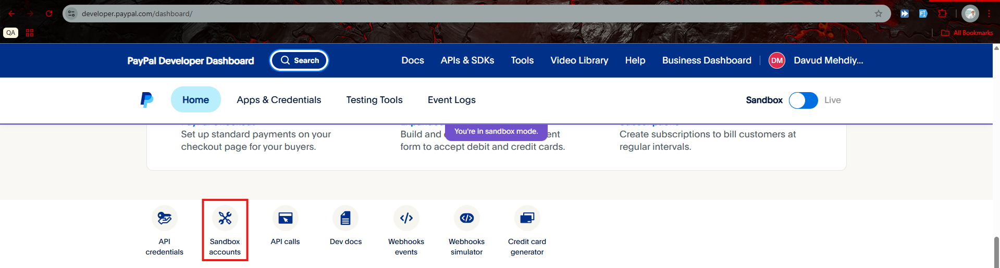 developer.paypal.com/dashboard/
QA
All Bookmarks
PayPal Developer Dashboard
Search
Docs
APIs & SDKs
Tools
Video Library
Help
Business Dashboard
DM
Davud Mehdiy...
Home
Apps & Credentials
Testing Tools
Event Logs
Sandbox
Live
You're in sandbox mode.
Set up standard payments on your
checkout page for your buyers.
Build and
form to accept debit and credit cards.
Create subscriptions to bill customers at
regular intervals.
API
credentials
Sandbox
accounts
API calls
Dev docs
Webhooks
events
Webhooks
simulator
Credit card
generator